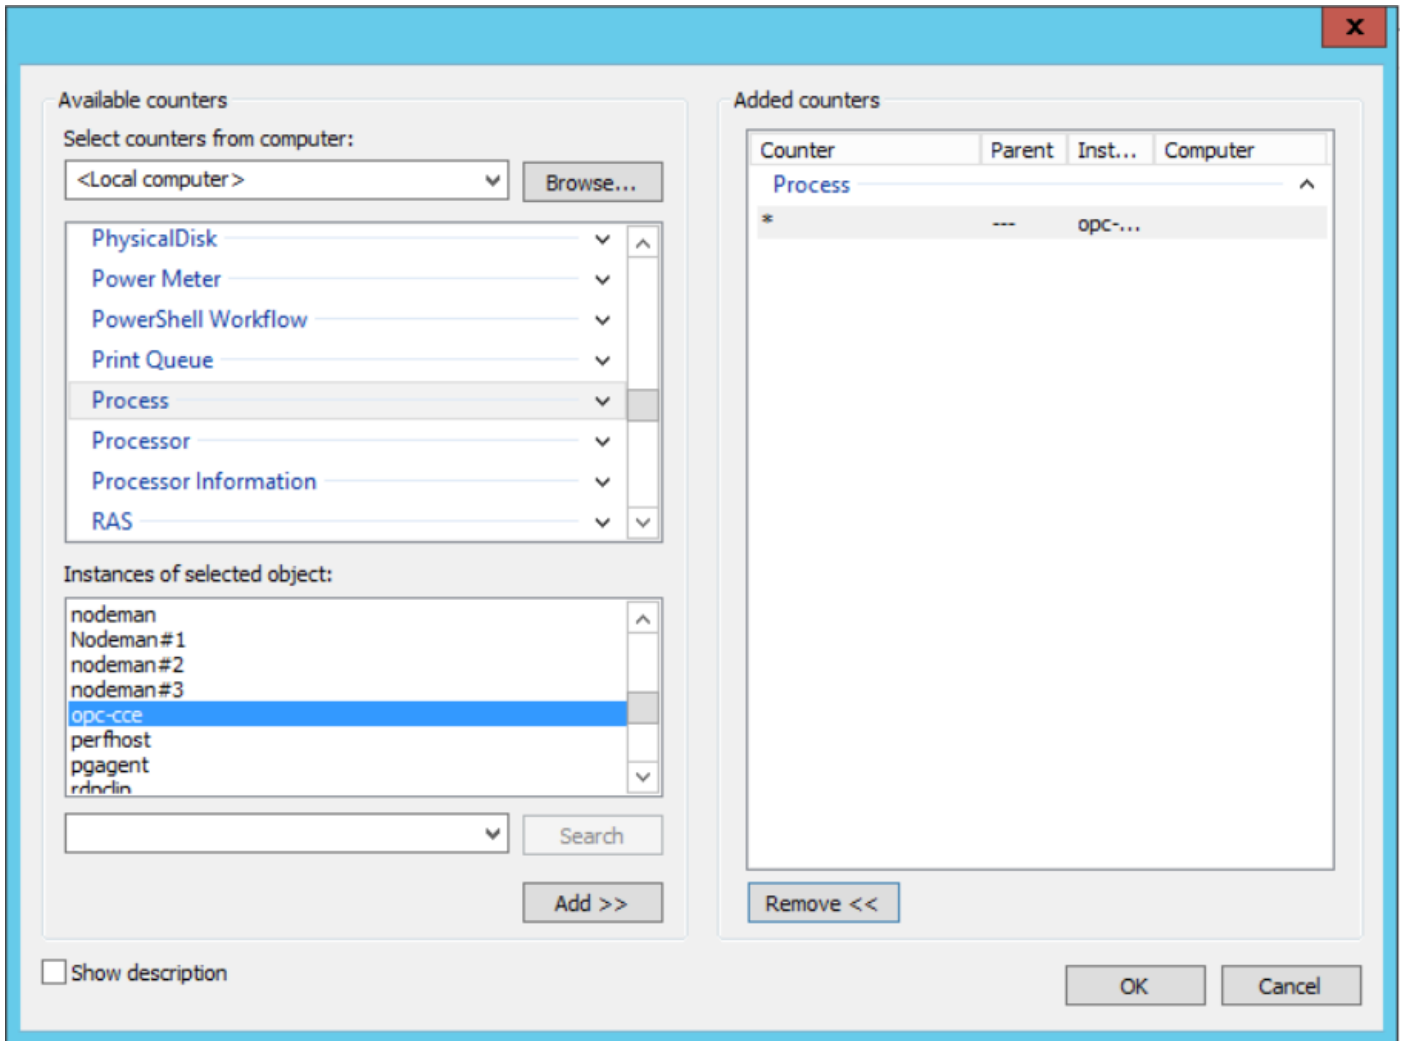 X
Available counters
Select counters from computer:
<Local computer>
Browse...
PhysicalDisk
Power Meter
PowerShell Workflow
Print Queue
Process
Processor
Processor Information
RAS
Instances of selected object:
nodeman
Nodeman#1
nodeman#2
nodeman#3
opc-cce
perfhost
pgagent
rdpclip
Search
Add >>
Show description
Added counters
Counter Parent Inst... Computer
Process
* --- opc-...
Remove <<
OK Cancel